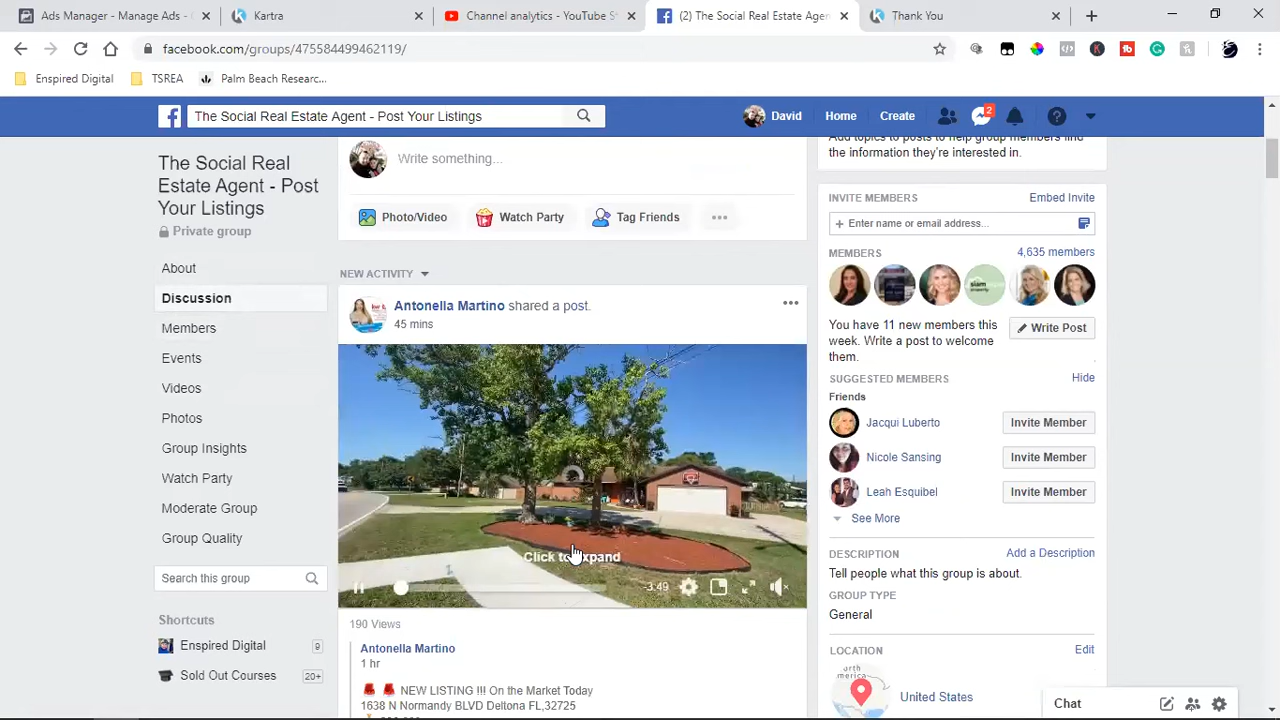 Ads Manager - Manage Ads -
Kartra
Channel analytics - YouTube S
(2) The Social Real Estate Agen
Thank You
facebook.com/groups/475584499462119/
Enspired Digital
TSREA
Palm Beach Researc...
The Social Real Estate Agent - Post Your Listings
David
Home
Create
2
The Social Real
Estate Agent - Post
Your Listings
Private group
About
Discussion
Members
Events
Videos
Photos
Group Insights
Watch Party
Moderate Group
Group Quality
Search this group
Shortcuts
Enspired Digital
9
Sold Out Courses
20+
Write something...
Photo/Video
Watch Party
Tag Friends
NEW ACTIVITY
Antonella Martino shared a post.
45 mins
Click to expand
-3:49
190 Views
Antonella Martino
1 hr
NEW LISTING !!! On the Market Today
1638 N Normandy BLVD Deltona FL,32725
Add topics to posts to help group members find
the information they're interested in.
INVITE MEMBERS
Embed Invite
+ Enter name or email address...
MEMBERS
4,635 members
You have 11 new members this
week. Write a post to welcome
them.
Write Post
SUGGESTED MEMBERS
Hide
Friends
Jacqui Luberto
Invite Member
Nicole Sansing
Invite Member
Leah Esquibel
Invite Member
See More
DESCRIPTION
Add a Description
Tell people what this group is about.
GROUP TYPE
General
LOCATION
Edit
United States
Chat